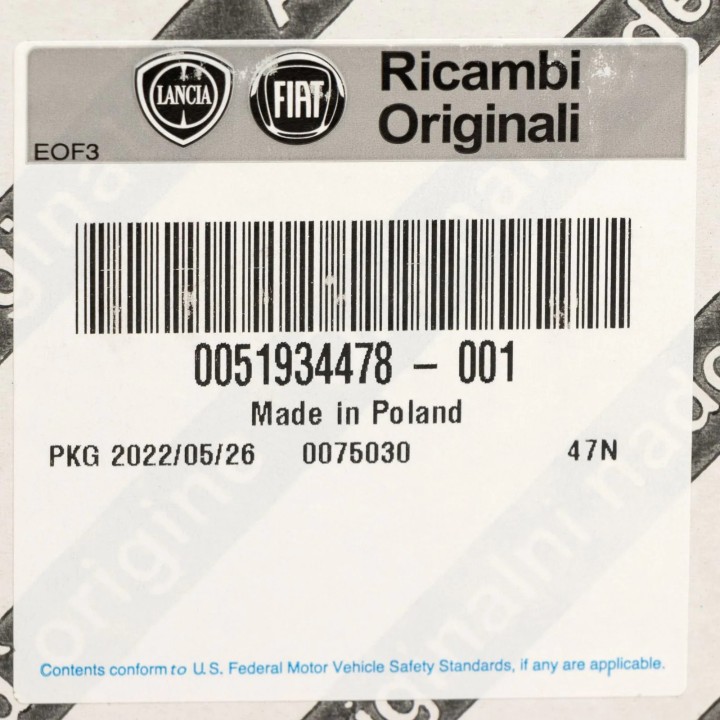 LANCIA
FIAT
Ricambi
Originali
EOF3
0051934478 - 001
Made in Poland
PKG 2022/05/26 0075030 47N
Contents conform to U.S. Federal Motor Vehicle Safety Standards, if any are applicable.